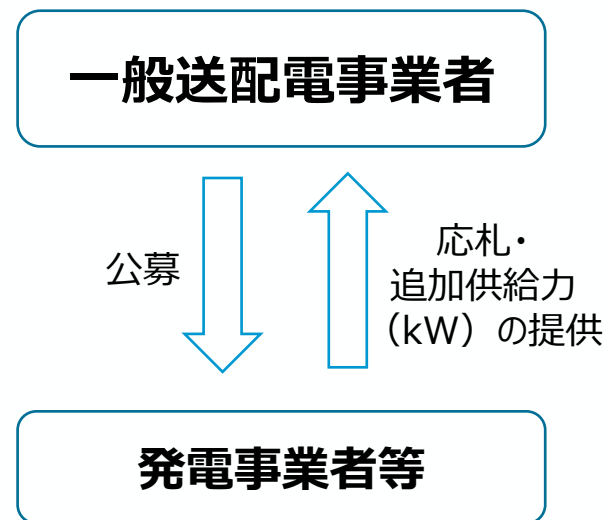 一般送配電事業者
公募
応札・
追加供給力
（kW）の提供
発電事業者等